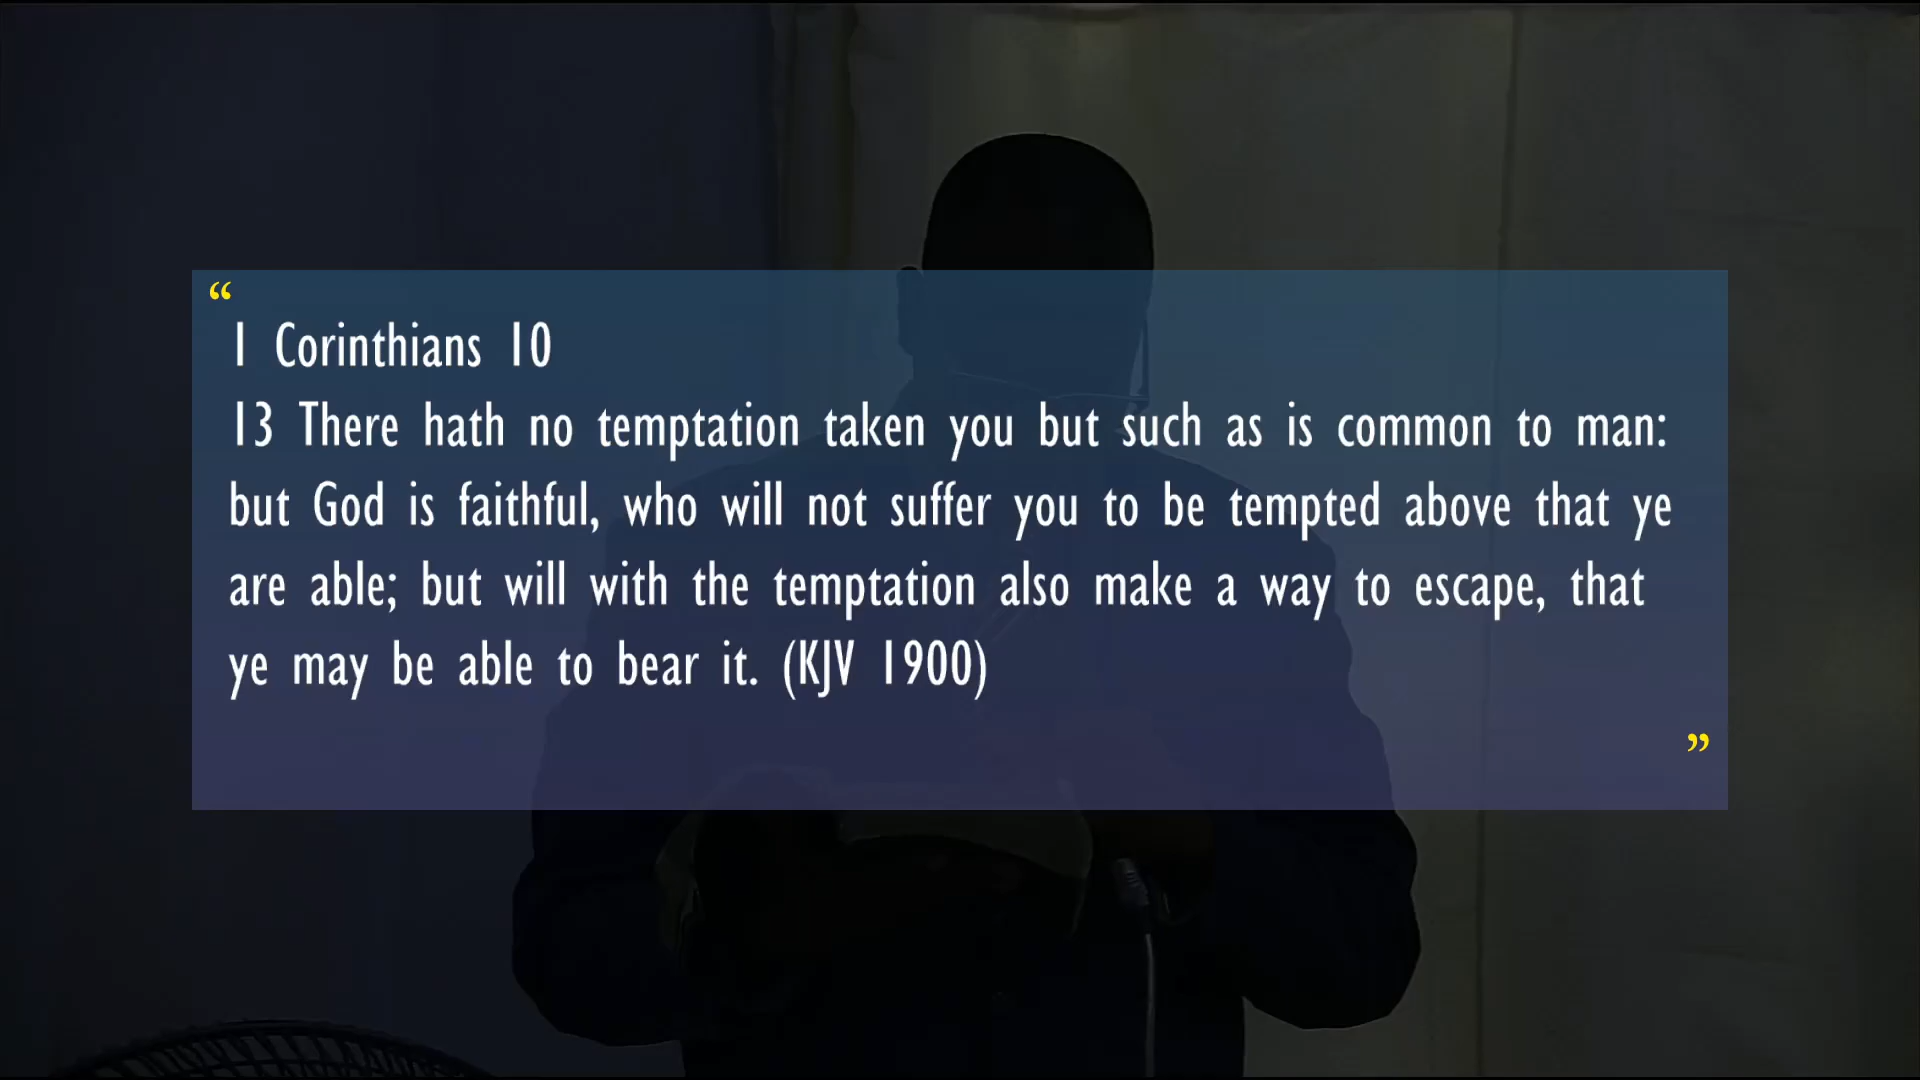 “
1 Corinthians 10
13 There hath no temptation taken you but such as is common to man:
but God is faithful, who will not suffer you to be tempted above that ye
are able; but will with the temptation also make a way to escape, that
ye may be able to bear it. (KJV 1900)
”